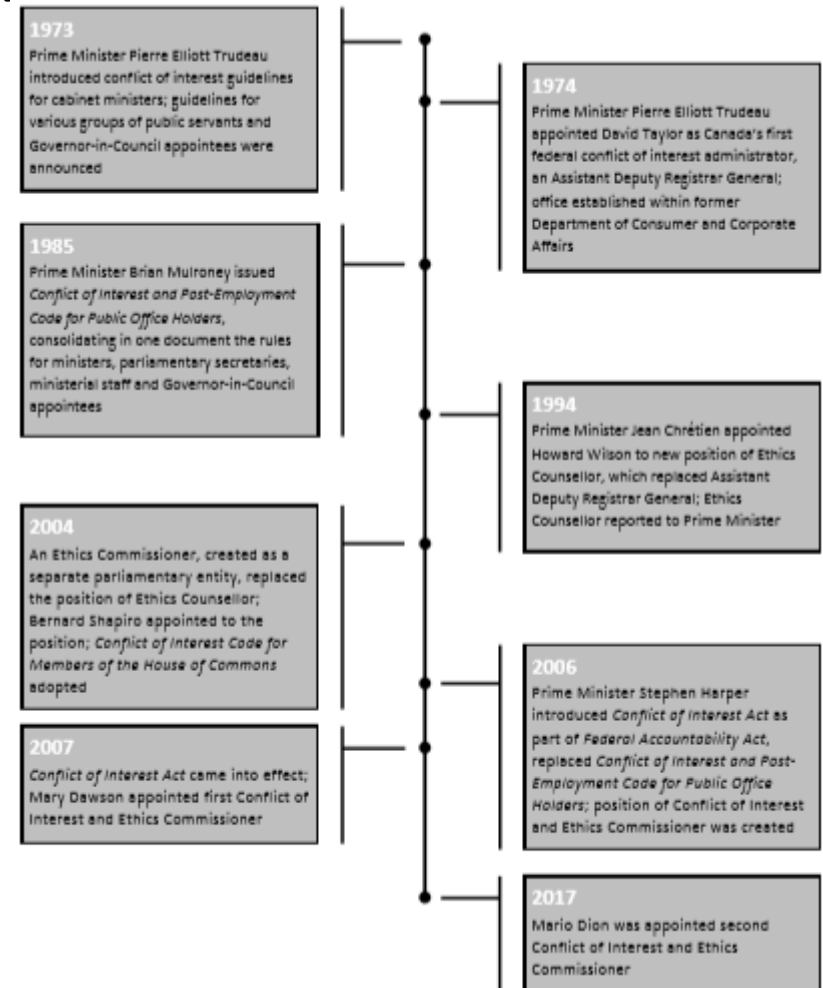 1973
Prime Minister Pierre Elliott Trudeau
introduced conflict of interest guidelines
for cabinet ministers; guidelines for
various groups of public servants and
Governor-in-Council appointees were
announced
1974
Prime Minister Pierre Elliott Trudeau
appointed David Taylor as Canada's first
federal conflict of interest administrator,
an Assistant Deputy Registrar General;
office established within former
Department of Consumer and Corporate
Affairs
1985
Prime Minister Brian Mulroney issued
Conflict of Interest and Post-Employment
Code for Public Office Holders,
consolidating in one document the rules
for ministers, parliamentary secretaries,
ministerial staff and Governor-in-Council
appointees
1994
Prime Minister Jean Chrétien appointed
Howard Wilson to new position of Ethics
Counsellor, which replaced Assistant
Deputy Registrar General; Ethics
Counsellor reported to Prime Minister
2004
An Ethics Commissioner, created as a
separate parliamentary entity, replaced
the position of Ethics Counsellor;
Bernard Shapiro appointed to the
position; Conflict of Interest Code for
Members of the House of Commons
adopted
2006
Prime Minister Stephen Harper
introduced Conflict of Interest Act as
part of Federal Accountability Act,
replaced Conflict of Interest and Post-
Employment Code for Public Office
Holders; position of Conflict of Interest
and Ethics Commissioner was created
2007
Conflict of Interest Act came into effect;
Mary Dawson appointed first Conflict of
Interest and Ethics Commissioner
2017
Mario Dion was appointed second
Conflict of Interest and Ethics
Commissioner